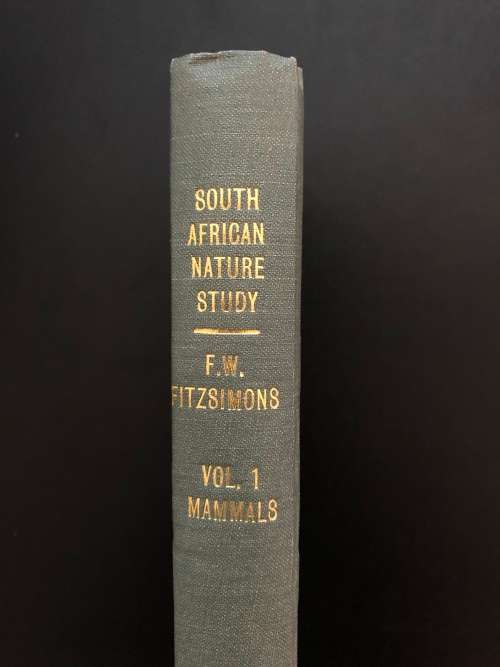 SOUTH
AFRICAN
NATURE
STUDY
F.W.
FITZSIMONS
VOL. 1
MAMMALS